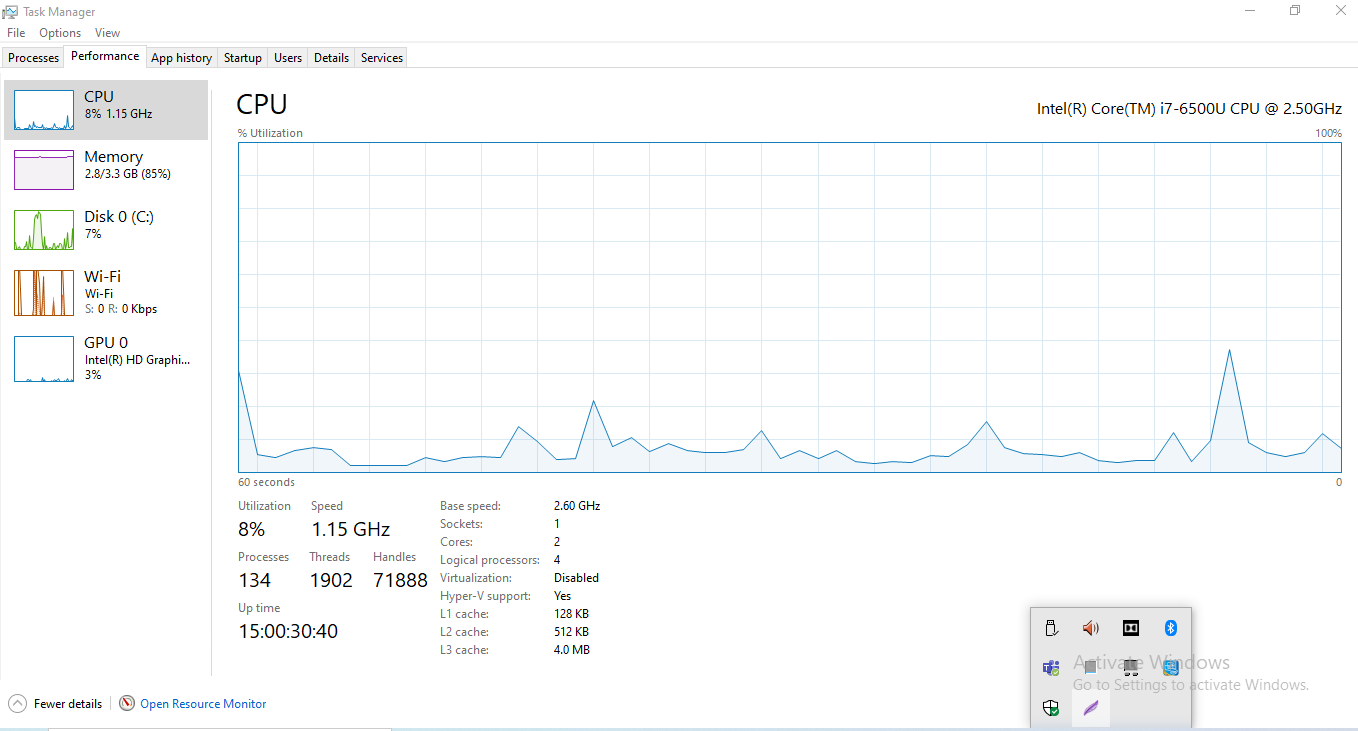 Task Manager
File Options View
Processes Performance App history Startup Users Details Services
CPU
8% 1.15 GHz
Memory
2.8/3.3 GB (85%)
Disk 0 (C:)
7%
Wi-Fi
Wi-Fi
S: 0 R: 0 Kbps
GPU 0
Intel(R) HD Graphi...
3%
CPU Intel(R) Core(TM) i7-6500U CPU @ 2.50GHz
% Utilization 100%
60 seconds 0
Utilization Speed
8% 1.15 GHz
Processes Threads Handles
134 1902 71888
Up time
15:00:30:40
Base speed: 2.60 GHz
Sockets: 1
Cores: 2
Logical processors: 4
Virtualization: Disabled
Hyper-V support: Yes
L1 cache: 128 KB
L2 cache: 512 KB
L3 cache: 4.0 MB
Activate Windows
Go to Settings to activate Windows.
Fewer details Open Resource Monitor